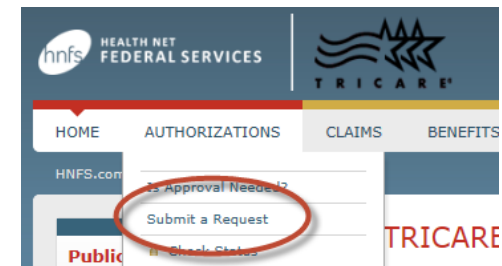 hnfs HEALTH NET
FEDERAL SERVICES
TRICARE
HOME AUTHORIZATIONS CLAIMS BENEFITS
HNFS.com
Is Approval Needed?
Submit a Request
Check Status
Public
TRICARE